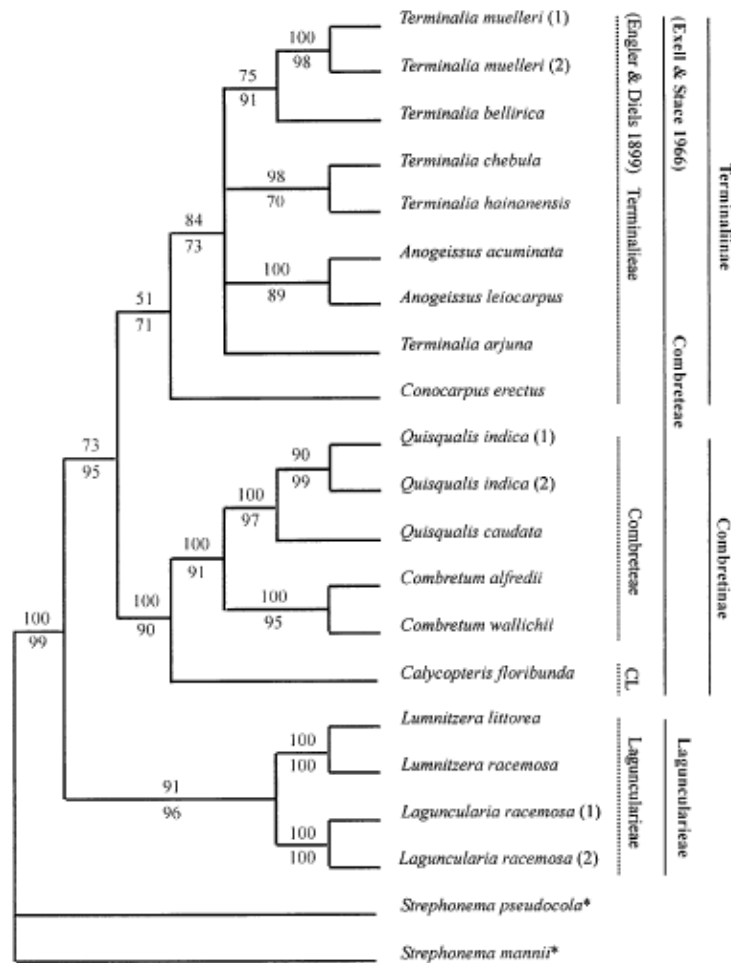 100
98
Terminalia muelleri (1)
Terminalia muelleri (2)
75
91
Terminalia bellirica
98
70
Terminalia chebula
Terminalia hainanensis
84
73
100
89
Anogeissus acuminata
Anogeissus leiocarpus
51
71
Terminalia arjuna
Conocarpus erectus
73
95
90
99
Quisqualis indica (1)
Quisqualis indica (2)
100
97
Quisqualis caudata
100
91
100
95
Combretum alfredii
Combretum wallichii
100
90
Calycopteris floribunda
100
99
100
100
Lumnitzera littorea
Lumnitzera racemosa
91
96
100
100
Laguncularia racemosa (1)
Laguncularia racemosa (2)
Strephonema pseudocola*
Strephonema mannii*
(Engler & Diels 1899) Terminalieae
Combreteae
CL
Laguncularieae
(Exell & Stace 1966)
Combreteae
Laguncularieae
Terminaliinae
Combretinae